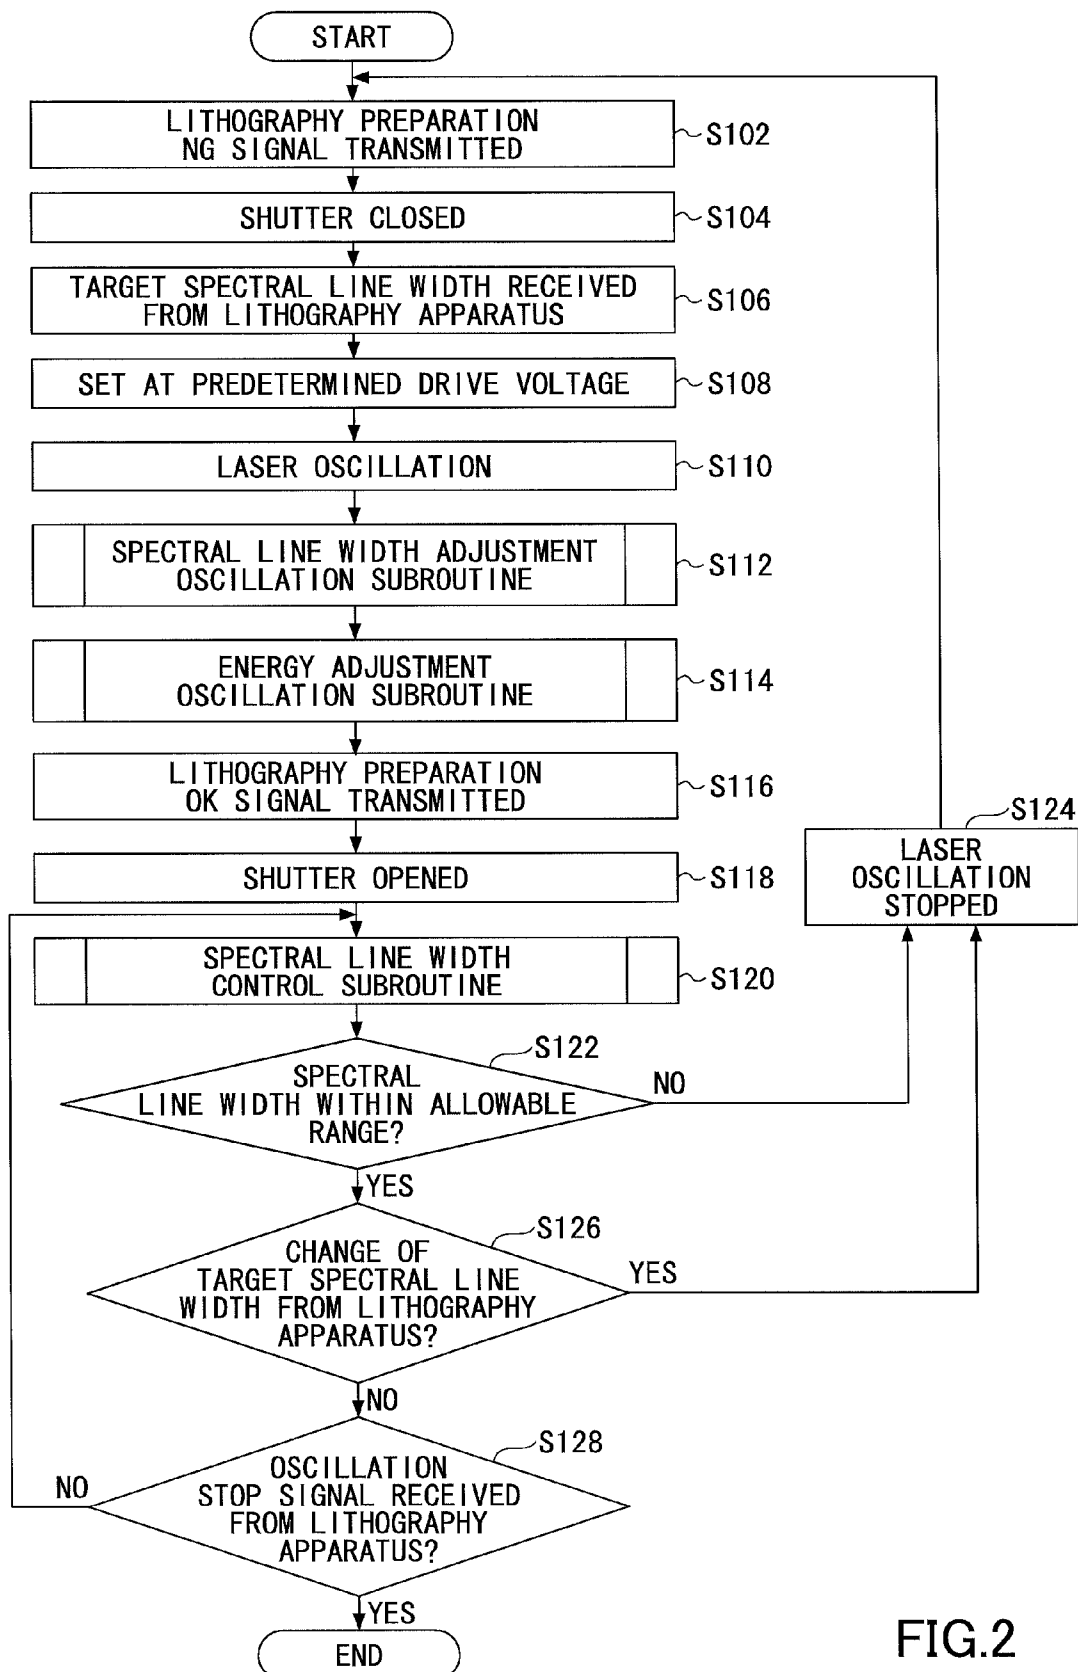 START
LITHOGRAPHY PREPARATION
NG SIGNAL TRANSMITTED
S102
SHUTTER CLOSED
S104
TARGET SPECTRAL LINE WIDTH RECEIVED
FROM LITHOGRAPHY APPARATUS
S106
SET AT PREDETERMINED DRIVE VOLTAGE
S108
LASER OSCILLATION
S110
SPECTRAL LINE WIDTH ADJUSTMENT
OSCILLATION SUBROUTINE
S112
ENERGY ADJUSTMENT
OSCILLATION SUBROUTINE
S114
LITHOGRAPHY PREPARATION
OK SIGNAL TRANSMITTED
S116
S124
LASER
OSCILLATION
STOPPED
SHUTTER OPENED
S118
SPECTRAL LINE WIDTH
CONTROL SUBROUTINE
S120
S122
SPECTRAL
LINE WIDTH WITHIN ALLOWABLE
RANGE?
NO
YES
S126
CHANGE OF
TARGET SPECTRAL LINE
WIDTH FROM LITHOGRAPHY
APPARATUS?
YES
NO
S128
OSCILLATION
STOP SIGNAL RECEIVED
FROM LITHOGRAPHY
APPARATUS?
NO
YES
END
FIG.2